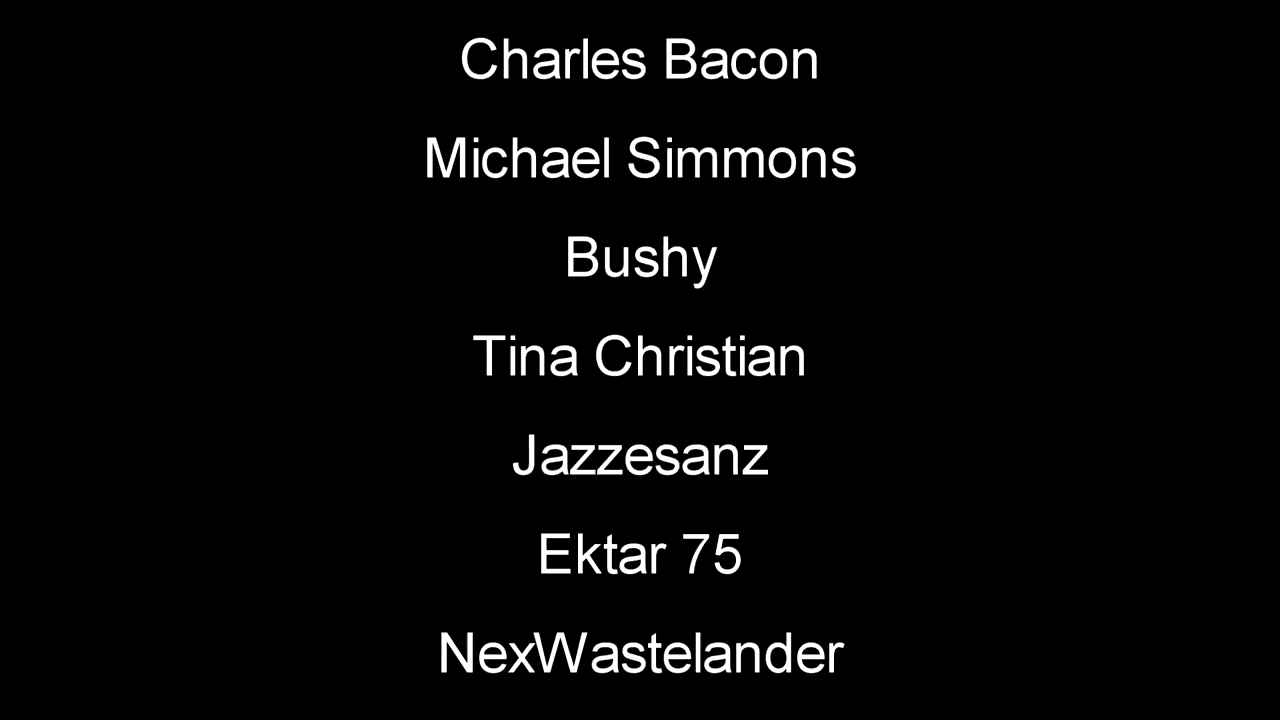 Charles Bacon
Michael Simmons
Bushy
Tina Christian
Jazzesanz
Ektar 75
NexWastelander